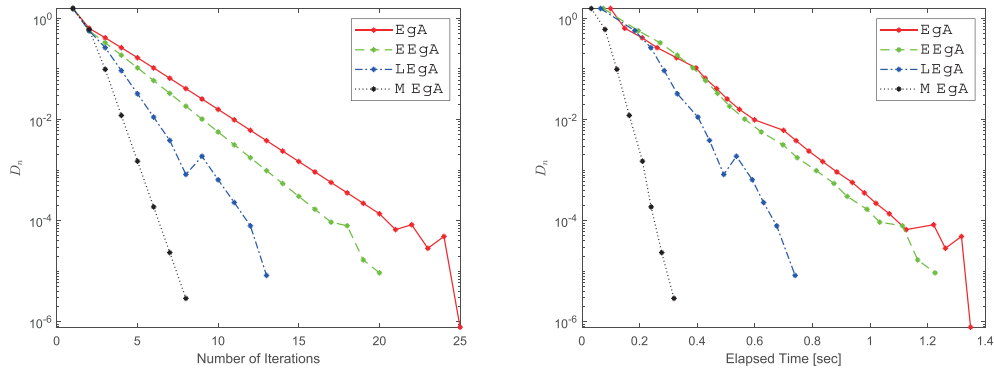 10^0
10^-2
10^-4
10^-6
D_n
0 5 10 15 20 25
Number of Iterations
EgA
EEgA
LEgA
M EgA
10^0
10^-2
10^-4
10^-6
D_n
0 0.2 0.4 0.6 0.8 1 1.2 1.4
Elapsed Time [sec]
EgA
EEgA
LEgA
M EgA